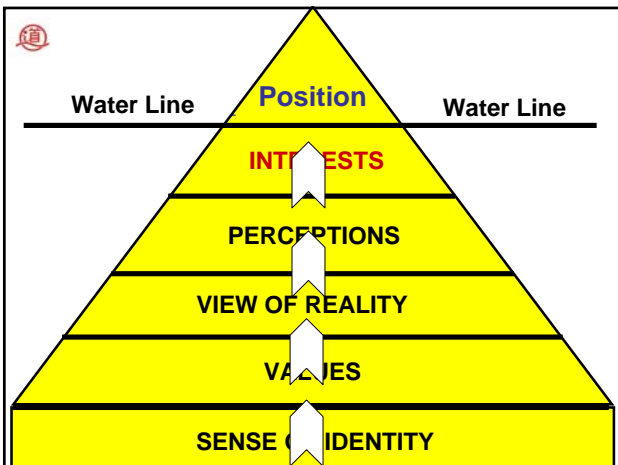 道
Position
Water Line Water Line
INTERESTS
PERCEPTIONS
VIEW OF REALITY
VALUES
SENSE OF IDENTITY